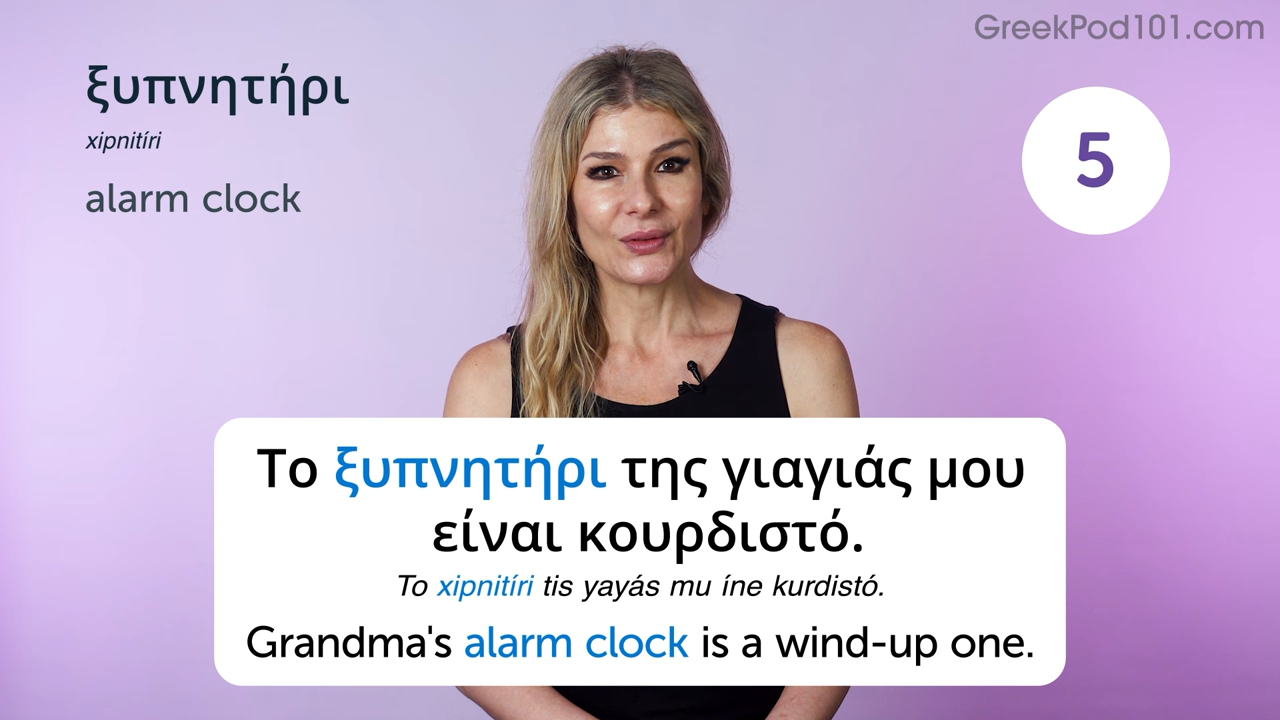 GreekPod101.com
ξυπνητήρι
xipnitíri
alarm clock
5
Το ξυπνητήρι της γιαγιάς μου
είναι κουρδιστό.
To xipnitíri tis yayás mu íne kurdistó.
Grandma's alarm clock is a wind-up one.